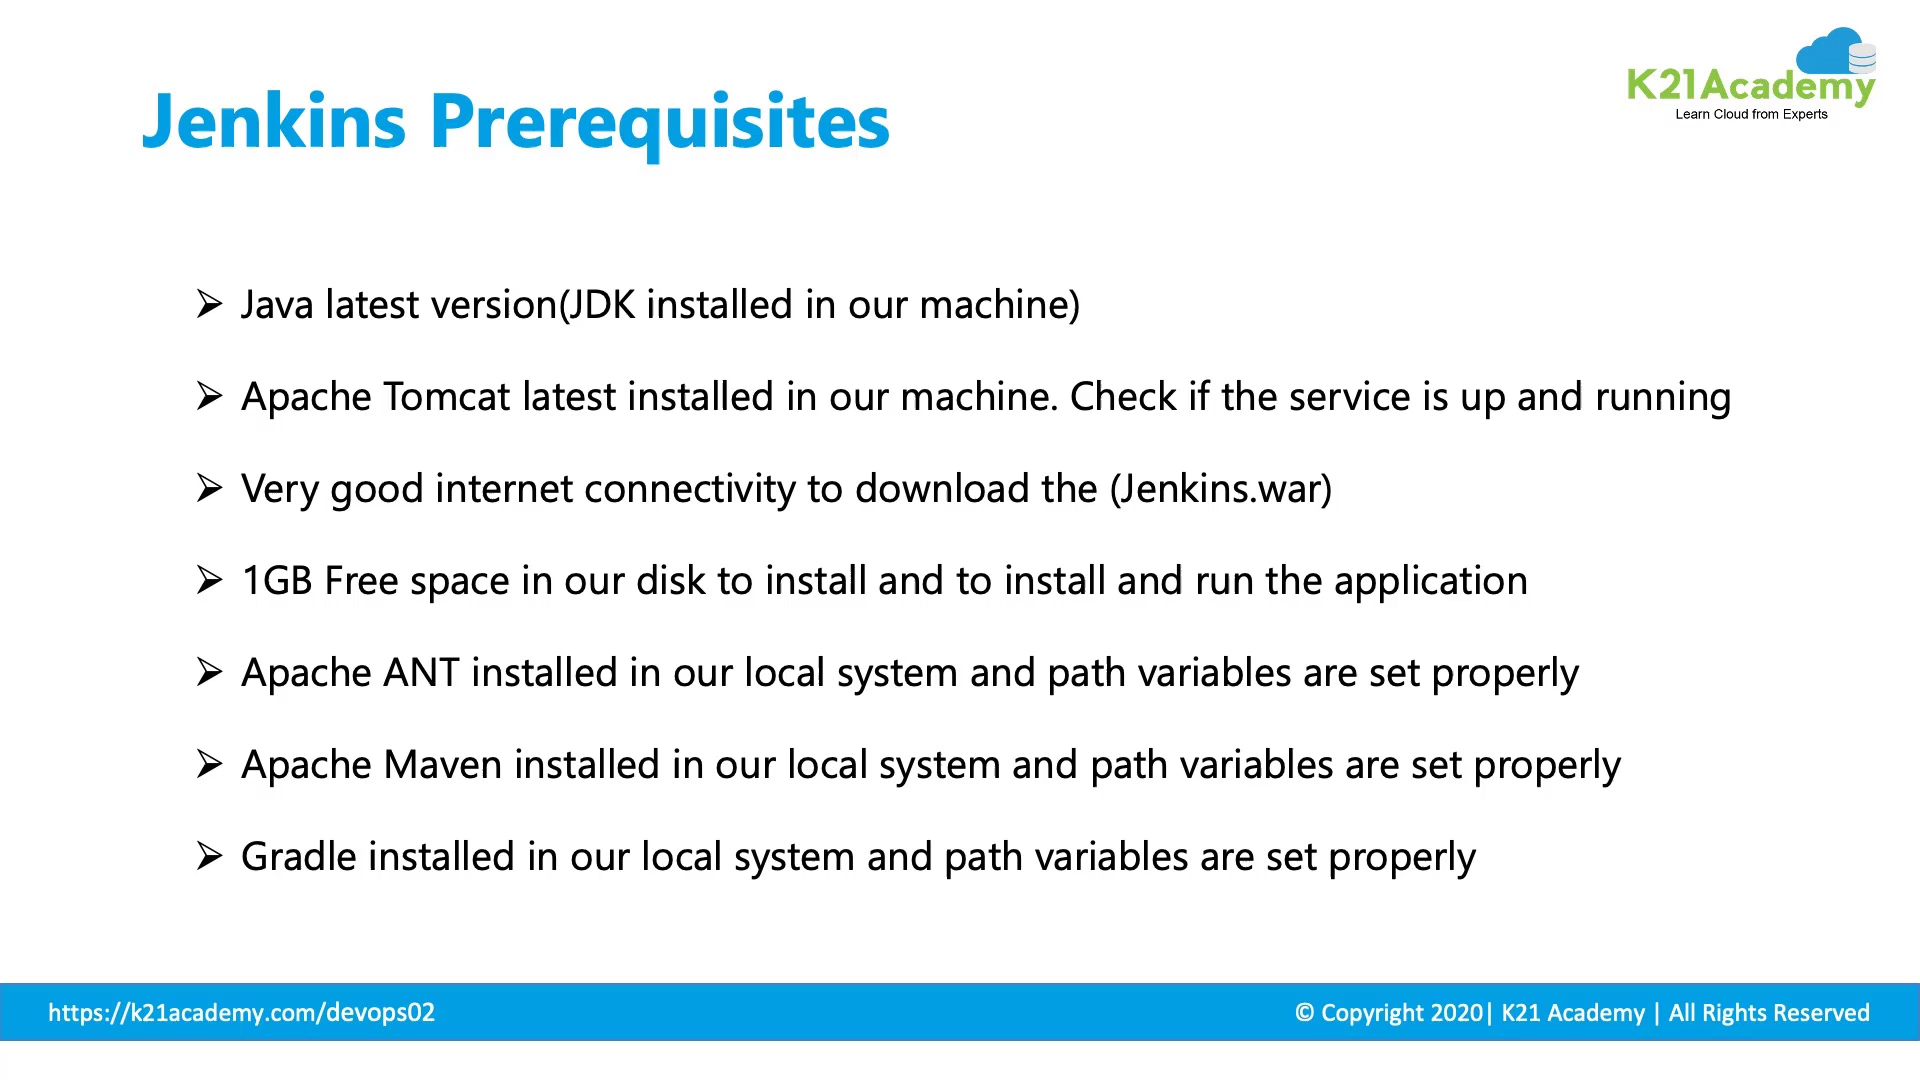 K21Academy
Learn Cloud from Experts
Jenkins Prerequisites
Java latest version(JDK installed in our machine)
Apache Tomcat latest installed in our machine. Check if the service is up and running
Very good internet connectivity to download the (Jenkins.war)
1GB Free space in our disk to install and to install and run the application
Apache ANT installed in our local system and path variables are set properly
Apache Maven installed in our local system and path variables are set properly
Gradle installed in our local system and path variables are set properly
https://k21academy.com/devops02
© Copyright 2020| K21 Academy | All Rights Reserved